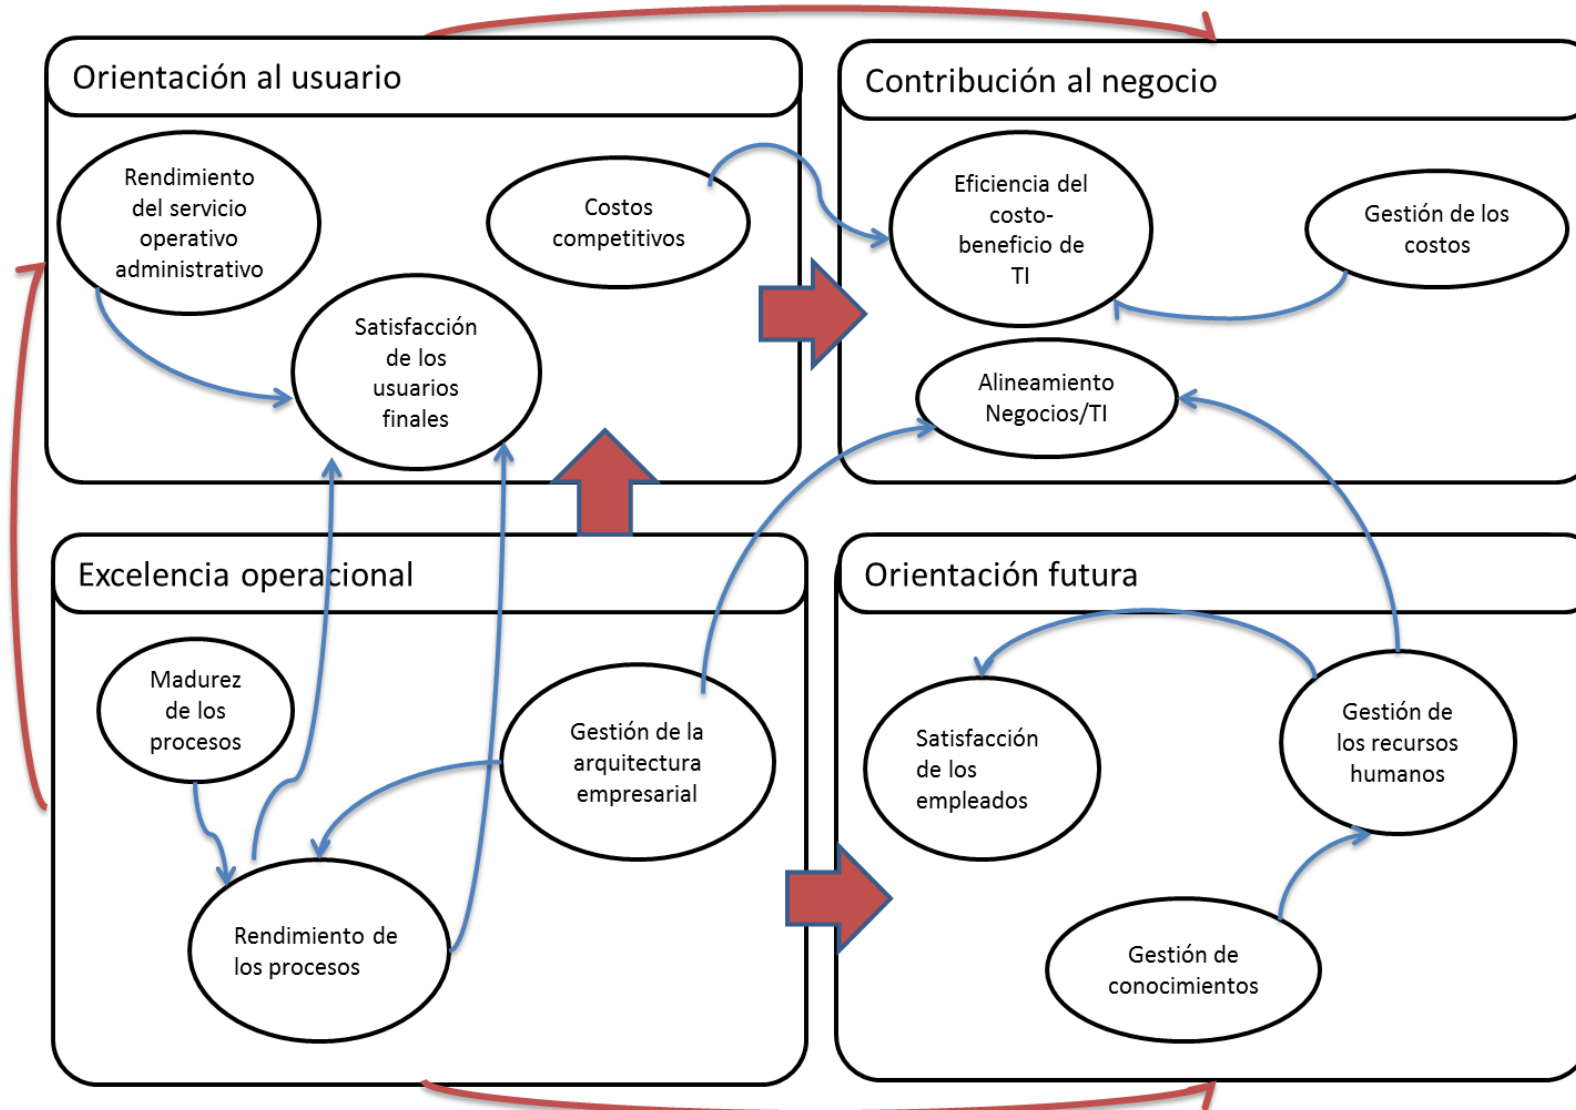 Orientación al usuario
Rendimiento
del servicio
operativo
administrativo
Costos
competitivos
Satisfacción
de los
usuarios
finales
Contribución al negocio
Eficiencia del
costo-
beneficio de
TI
Gestión de los
costos
Alineamiento
Negocios/TI
Excelencia operacional
Madurez
de los
procesos
Gestión de la
arquitectura
empresarial
Rendimiento de
los procesos
Orientación futura
Satisfacción
de los
empleados
Gestión de
los recursos
humanos
Gestión de
conocimientos